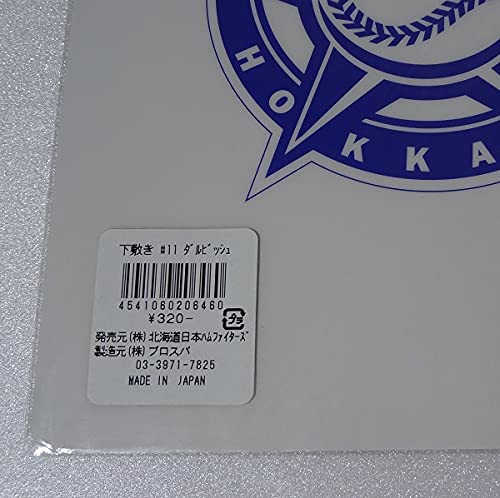 HOKKA
下敷き #11 ﾀﾞﾙﾋﾞｯｼｭ
4541060206460
¥320-
プラ
発売元(株)北海道日本ﾊﾑﾌｧｲﾀｰｽﾞ
製造元(株)プロスパ
03-3971-7825
MADE IN JAPAN